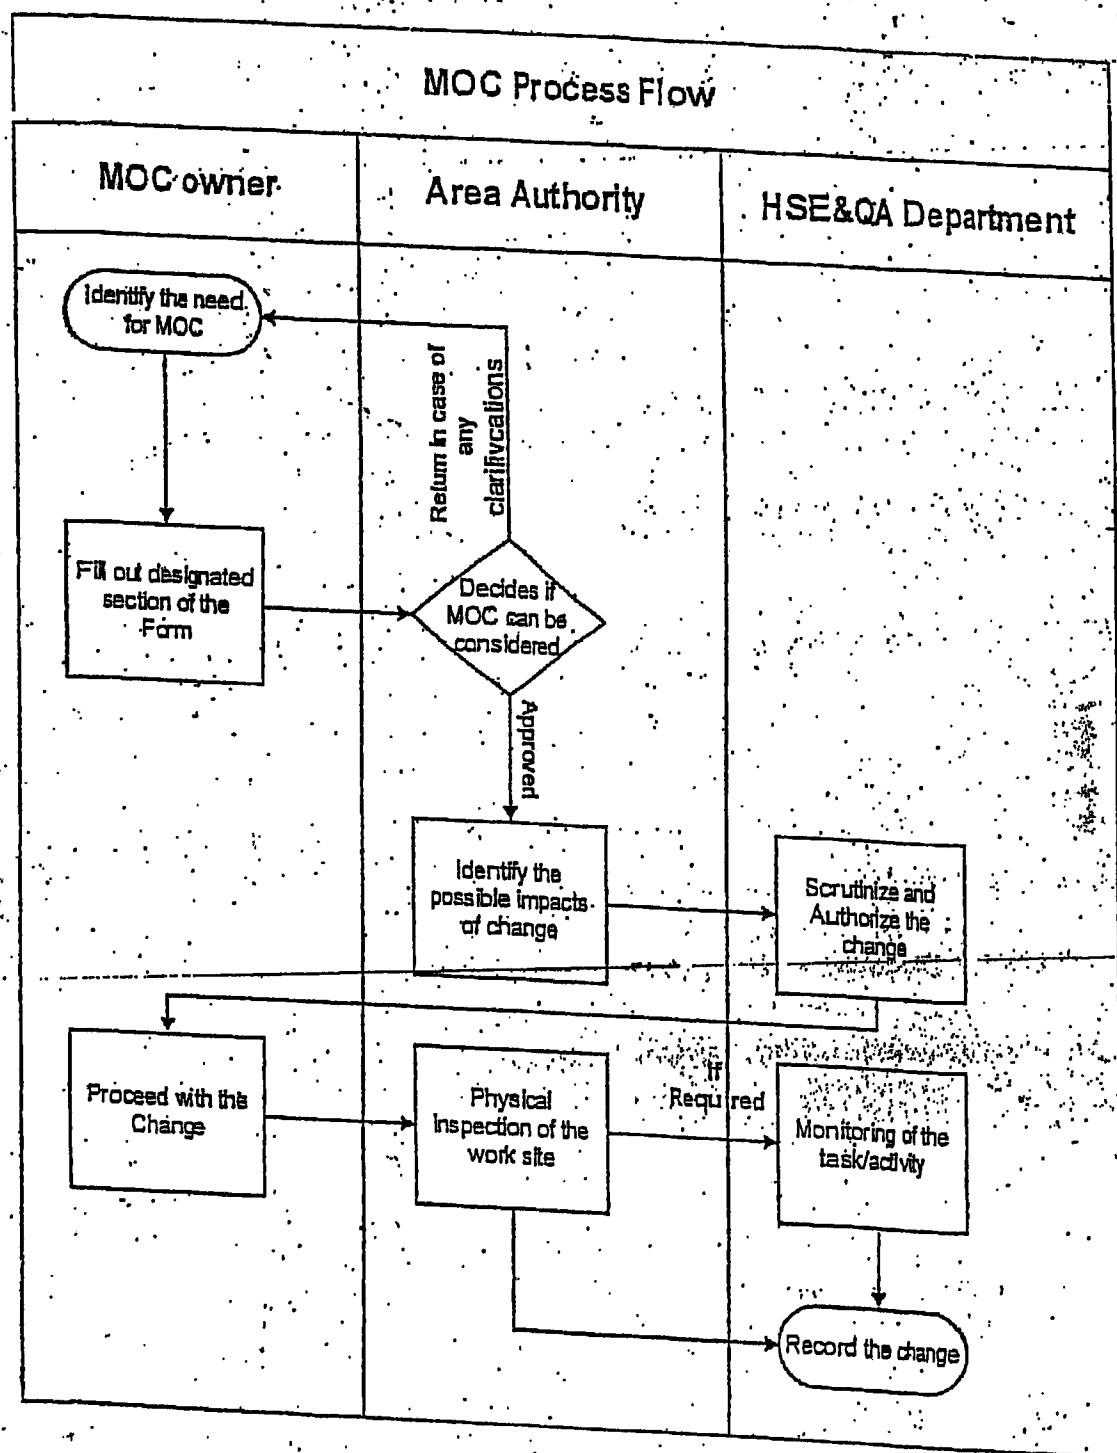 MOC Process Flow
MOC owner
Area Authority
HSE&QA Department
Identify the need
for MOC
Return in case of
any
clarifivcations
Fill out designated
section of the
Form
Decides if
MOC can be
considered
Approved
Identify the
possible impacts
of change
Scrutinize and
Authorize the
change
Proceed with the
Change
Physical
Inspection of the
work site
If
Required
Monitoring of the
task/activity
Record the change